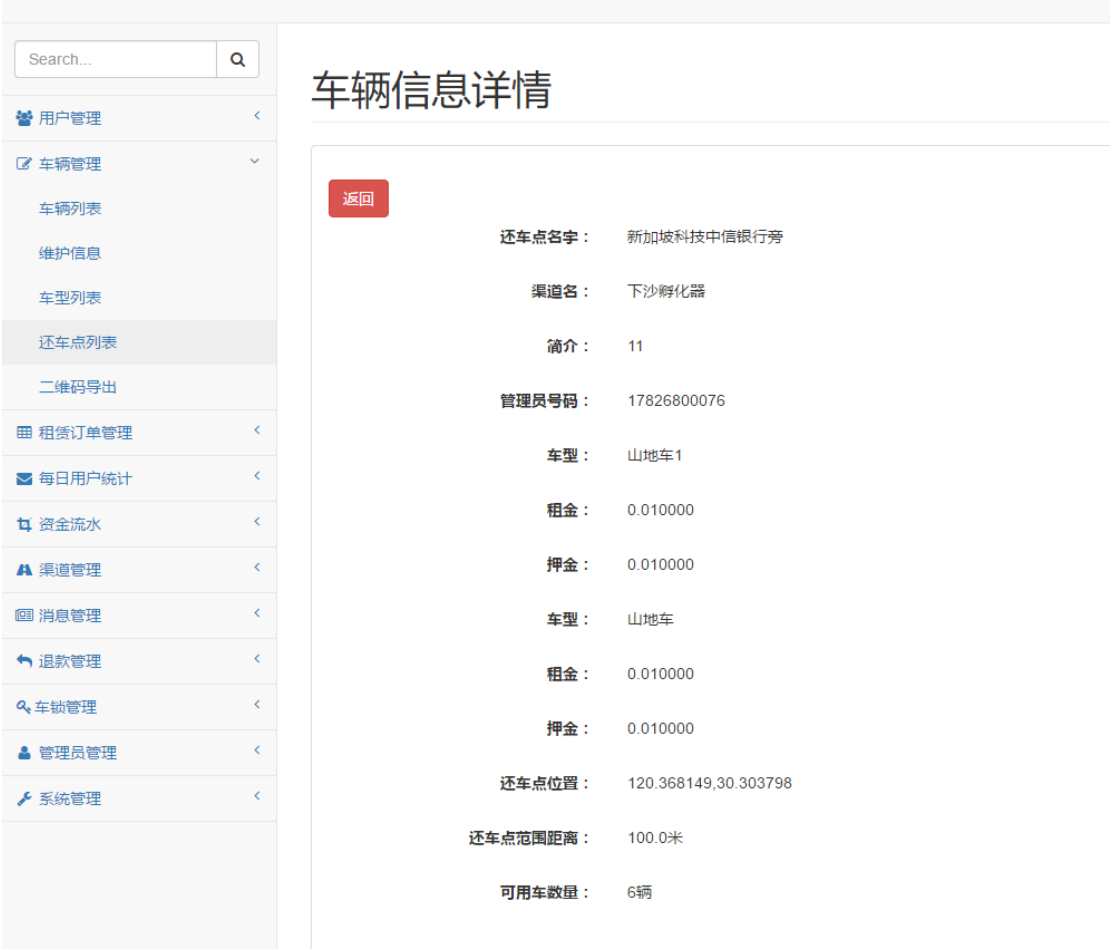 Search...
用户管理
车辆管理
车辆列表
维护信息
车型列表
还车点列表
二维码导出
租赁订单管理
每日用户统计
资金流水
渠道管理
消息管理
退款管理
车锁管理
管理员管理
系统管理
车辆信息详情
返回
还车点名字： 新加坡科技中信银行旁
渠道名： 下沙孵化器
简介： 11
管理员号码： 17826800076
车型： 山地车1
租金： 0.010000
押金： 0.010000
车型： 山地车
租金： 0.010000
押金： 0.010000
还车点位置： 120.368149,30.303798
还车点范围距离： 100.0米
可用车数量： 6辆